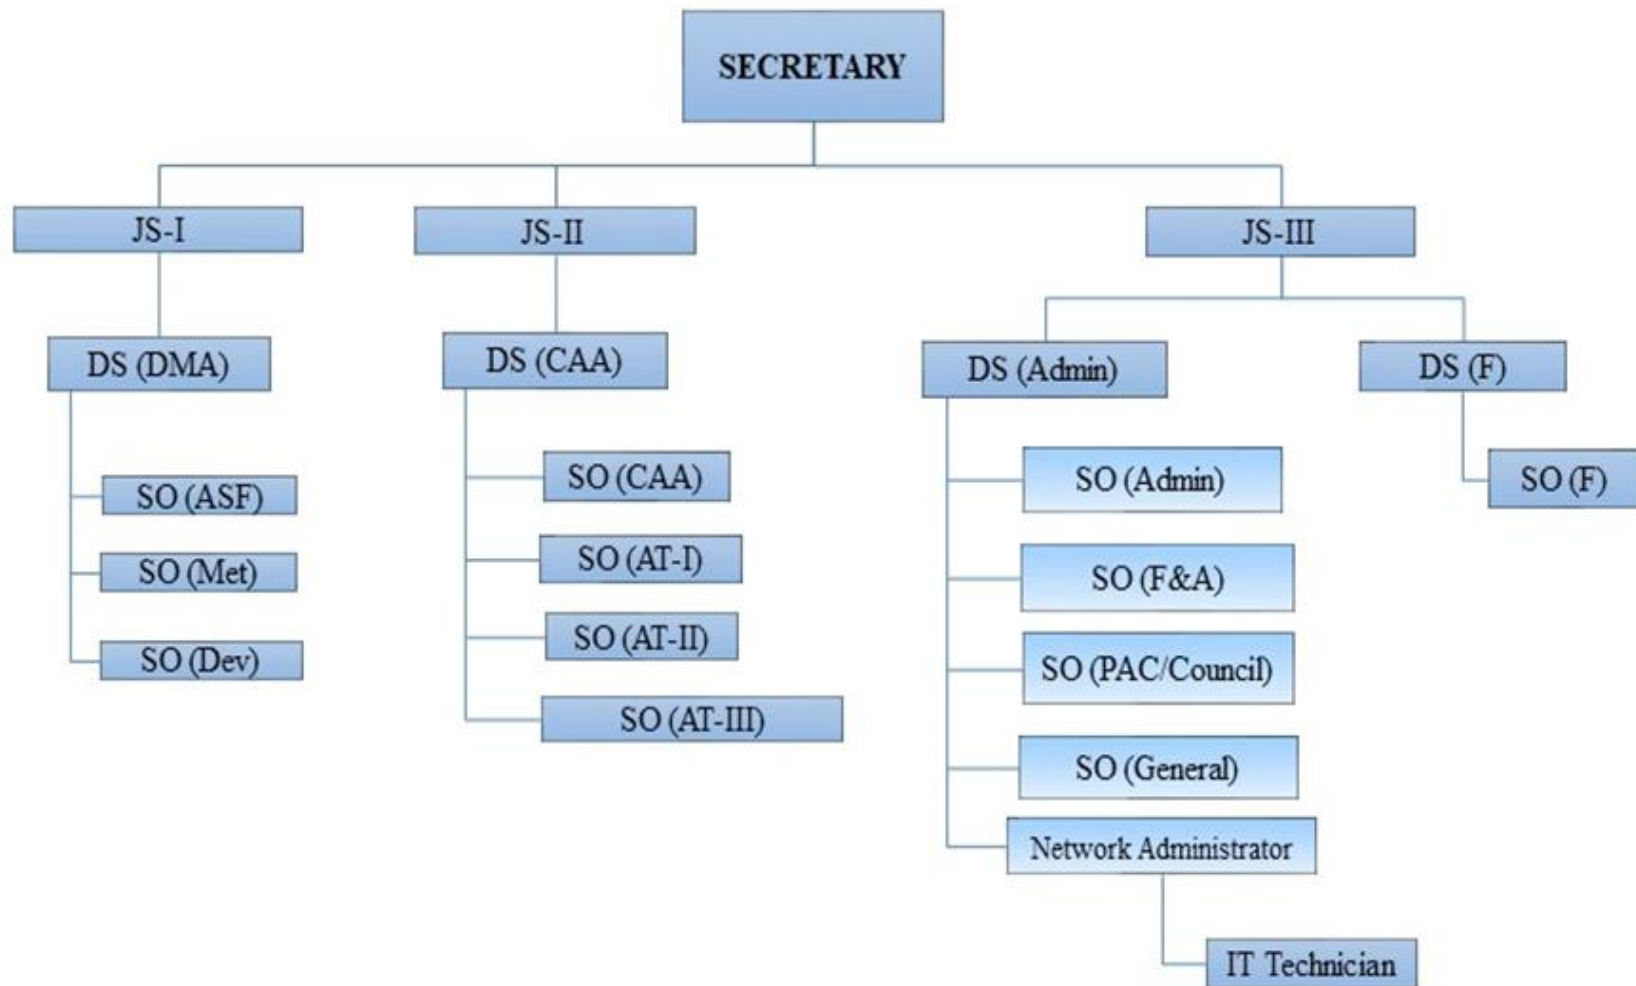 SECRETARY
JS-I
JS-II
JS-III
DS (DMA)
DS (CAA)
DS (Admin)
DS (F)
SO (ASF)
SO (Met)
SO (Dev)
SO (CAA)
SO (AT-I)
SO (AT-II)
SO (AT-III)
SO (Admin)
SO (F&A)
SO (PAC/Council)
SO (General)
Network Administrator
IT Technician
SO (F)